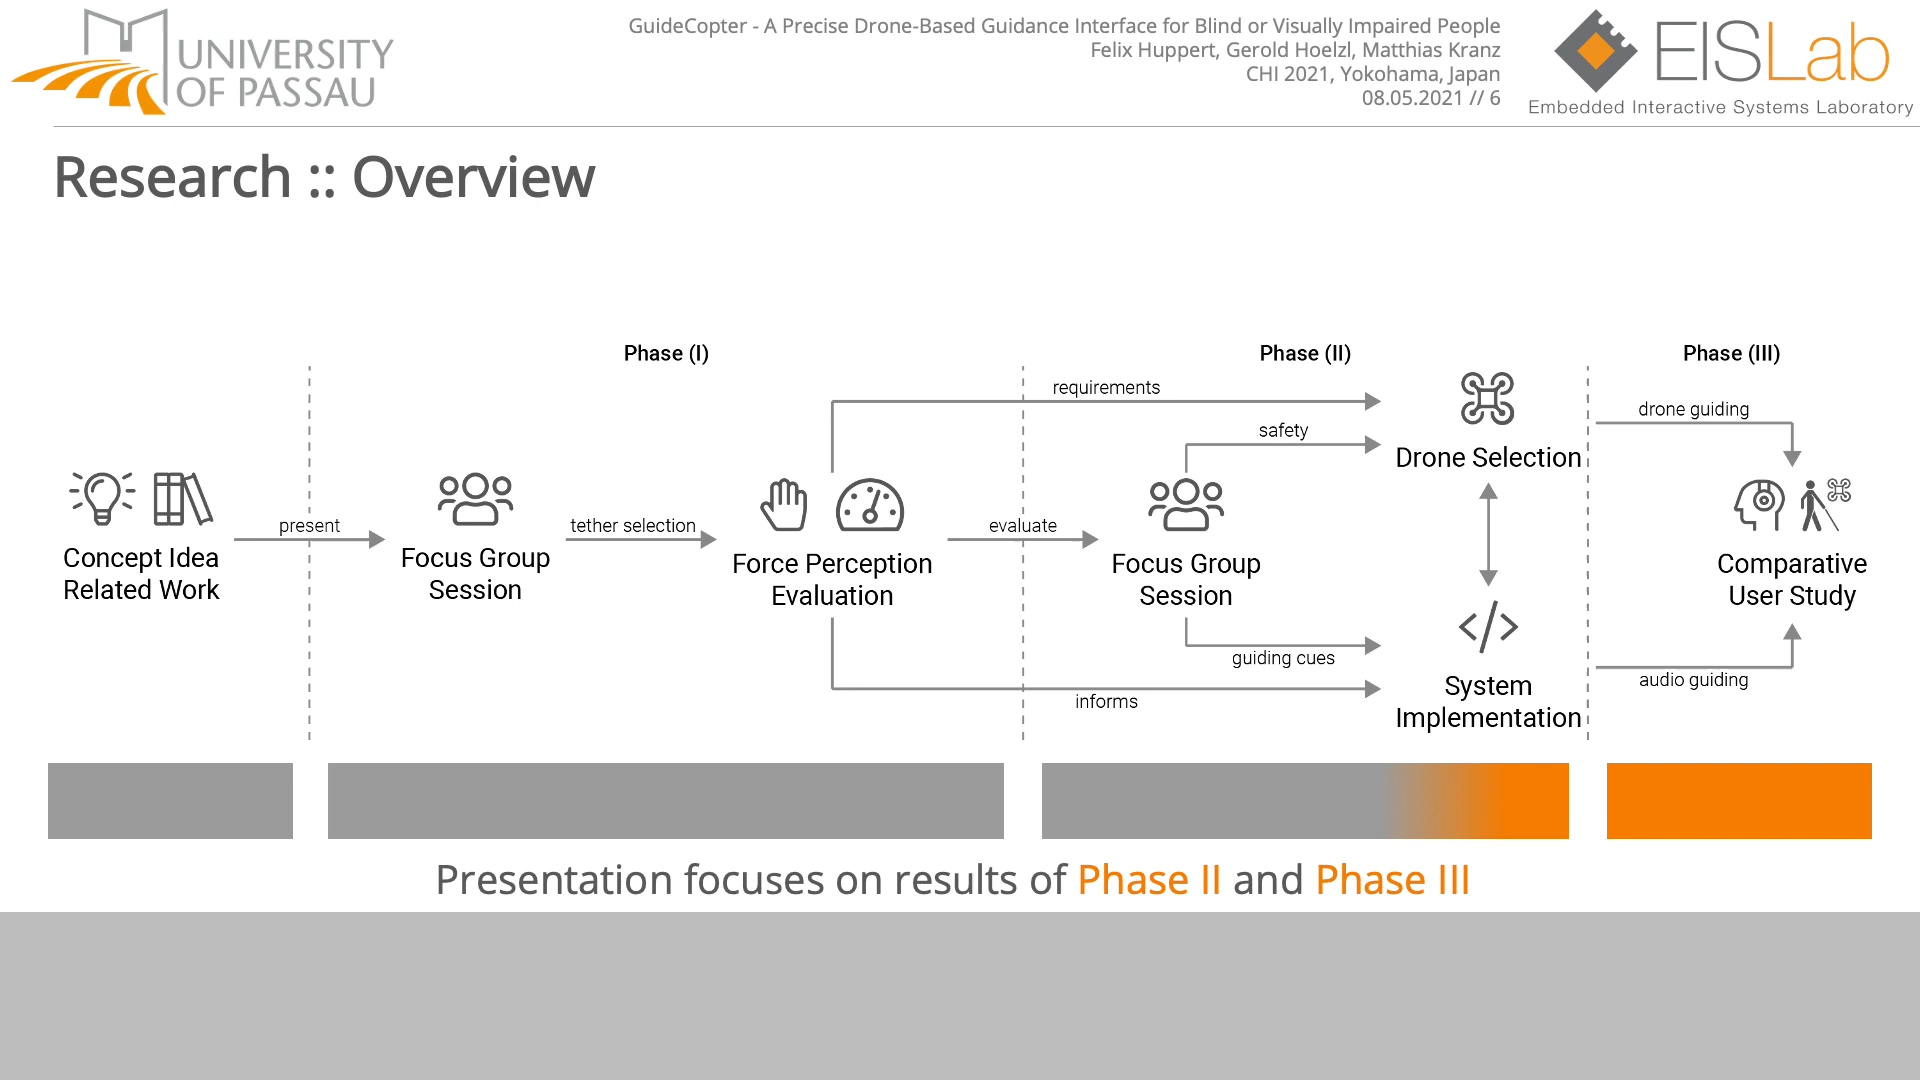 UNIVERSITY
OF PASSAU
GuideCopter - A Precise Drone-Based Guidance Interface for Blind or Visually Impaired People
Felix Huppert, Gerold Hoelzl, Matthias Kranz
CHI 2021, Yokohama, Japan
08.05.2021 // 6
EISLab
Embedded Interactive Systems Laboratory
Research :: Overview
Phase (I)
Phase (II)
Phase (III)
Concept Idea
Related Work
present
Focus Group
Session
tether selection
Force Perception
Evaluation
requirements
evaluate
informs
Focus Group
Session
safety
guiding cues
Drone Selection
</>
System
Implementation
drone guiding
audio guiding
Comparative
User Study
Presentation focuses on results of Phase II and Phase III